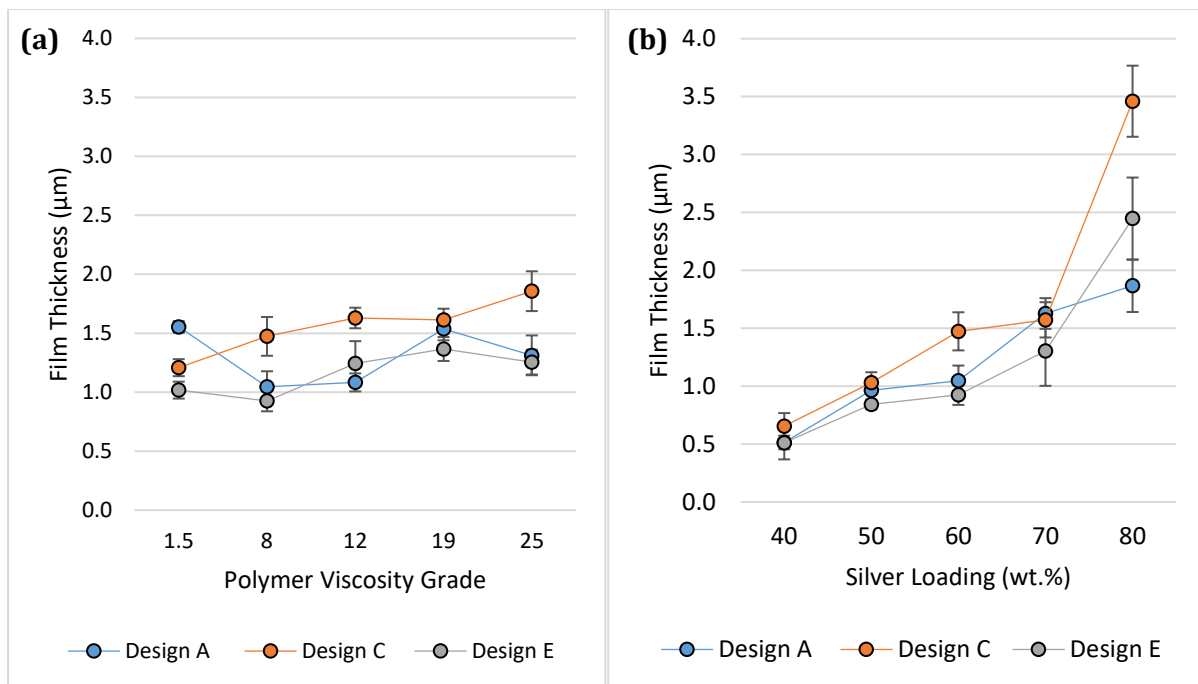 (a)
4.0
3.5
3.0
2.5
2.0
1.5
1.0
0.5
0.0
Film Thickness (µm)
1.5 8 12 19 25
Polymer Viscosity Grade
Design A Design C Design E
(b)
4.0
3.5
3.0
2.5
2.0
1.5
1.0
0.5
0.0
Film Thickness (µm)
40 50 60 70 80
Silver Loading (wt.%)
Design A Design C Design E